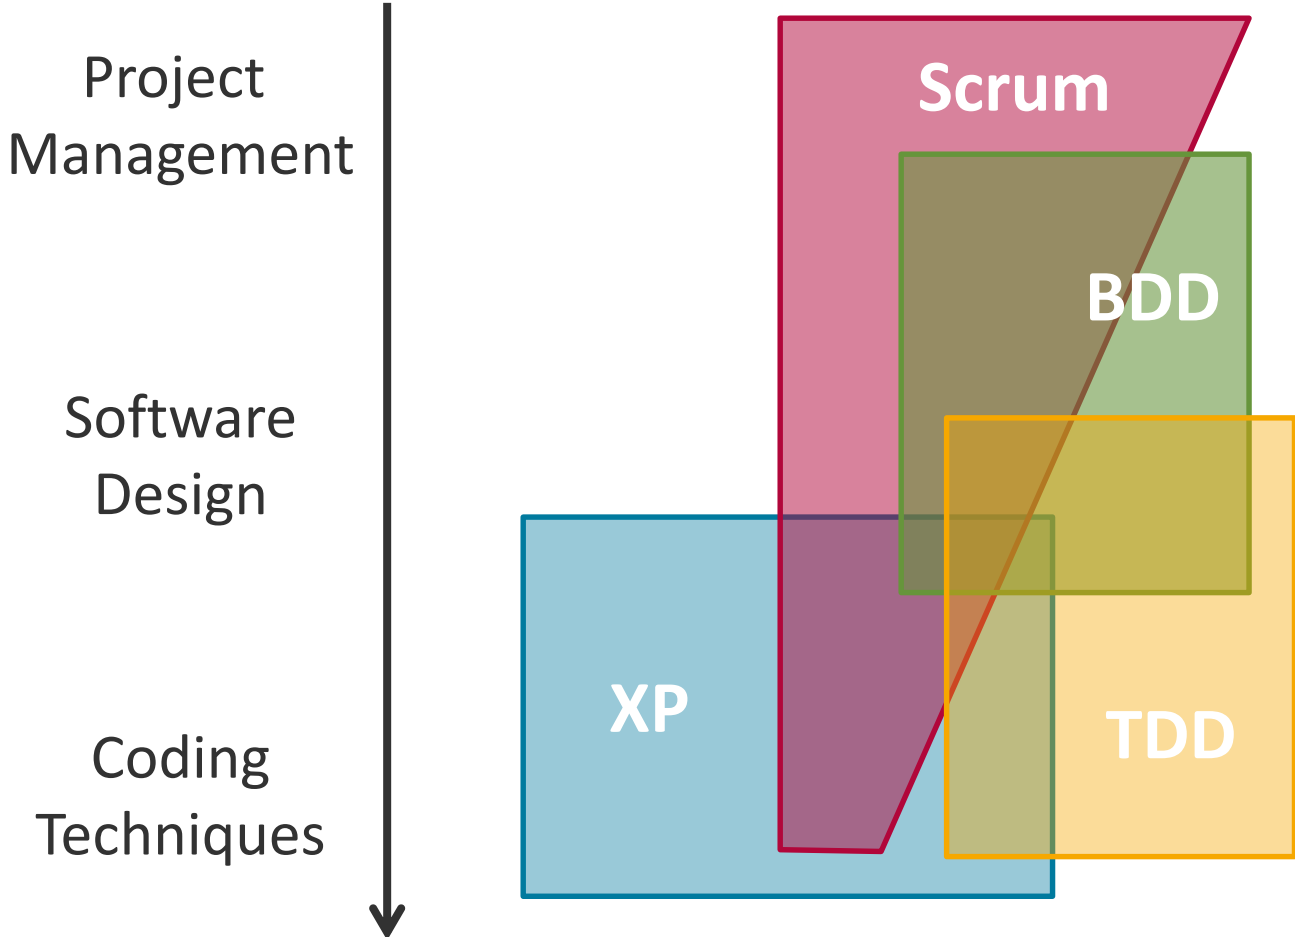 Project
Management
Software
Design
Coding
Techniques
Scrum
BDD
XP
TDD